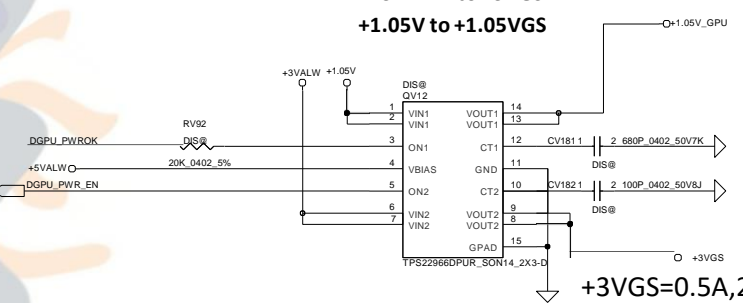 +1.05V to +1.05VGS
+1.05V_GPU
+3VALW +1.05V
DIS@
QV12
RV92
DGPU_PWROK DIS@
20K_0402_5%
+5VALW
DGPU_PWR_EN
1 VIN1 VOUT1 14
2 VIN1 VOUT1 13
3 ON1 CT1 12 CV181 1 2 680P_0402_50V7K
DIS@
4 VBIAS GND 11
5 ON2 CT2 10 CV182 1 2 100P_0402_50V8J
DIS@
6 VIN2 VOUT2 9
7 VIN2 VOUT2 8
GPAD 15
TPS22966DPUR_SON14_2X3-D
+3VGS
+3VGS=0.5A,2